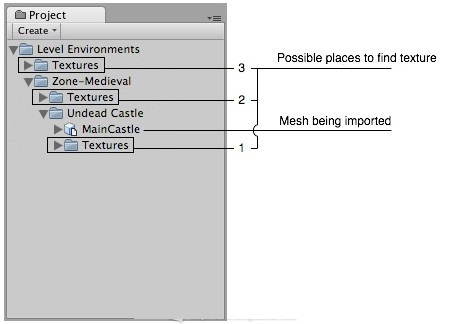 Project
Create
Level Environments
Textures
Zone-Medieval
Textures
Undead Castle
MainCastle
Textures
3
2
1
Possible places to find texture
Mesh being imported